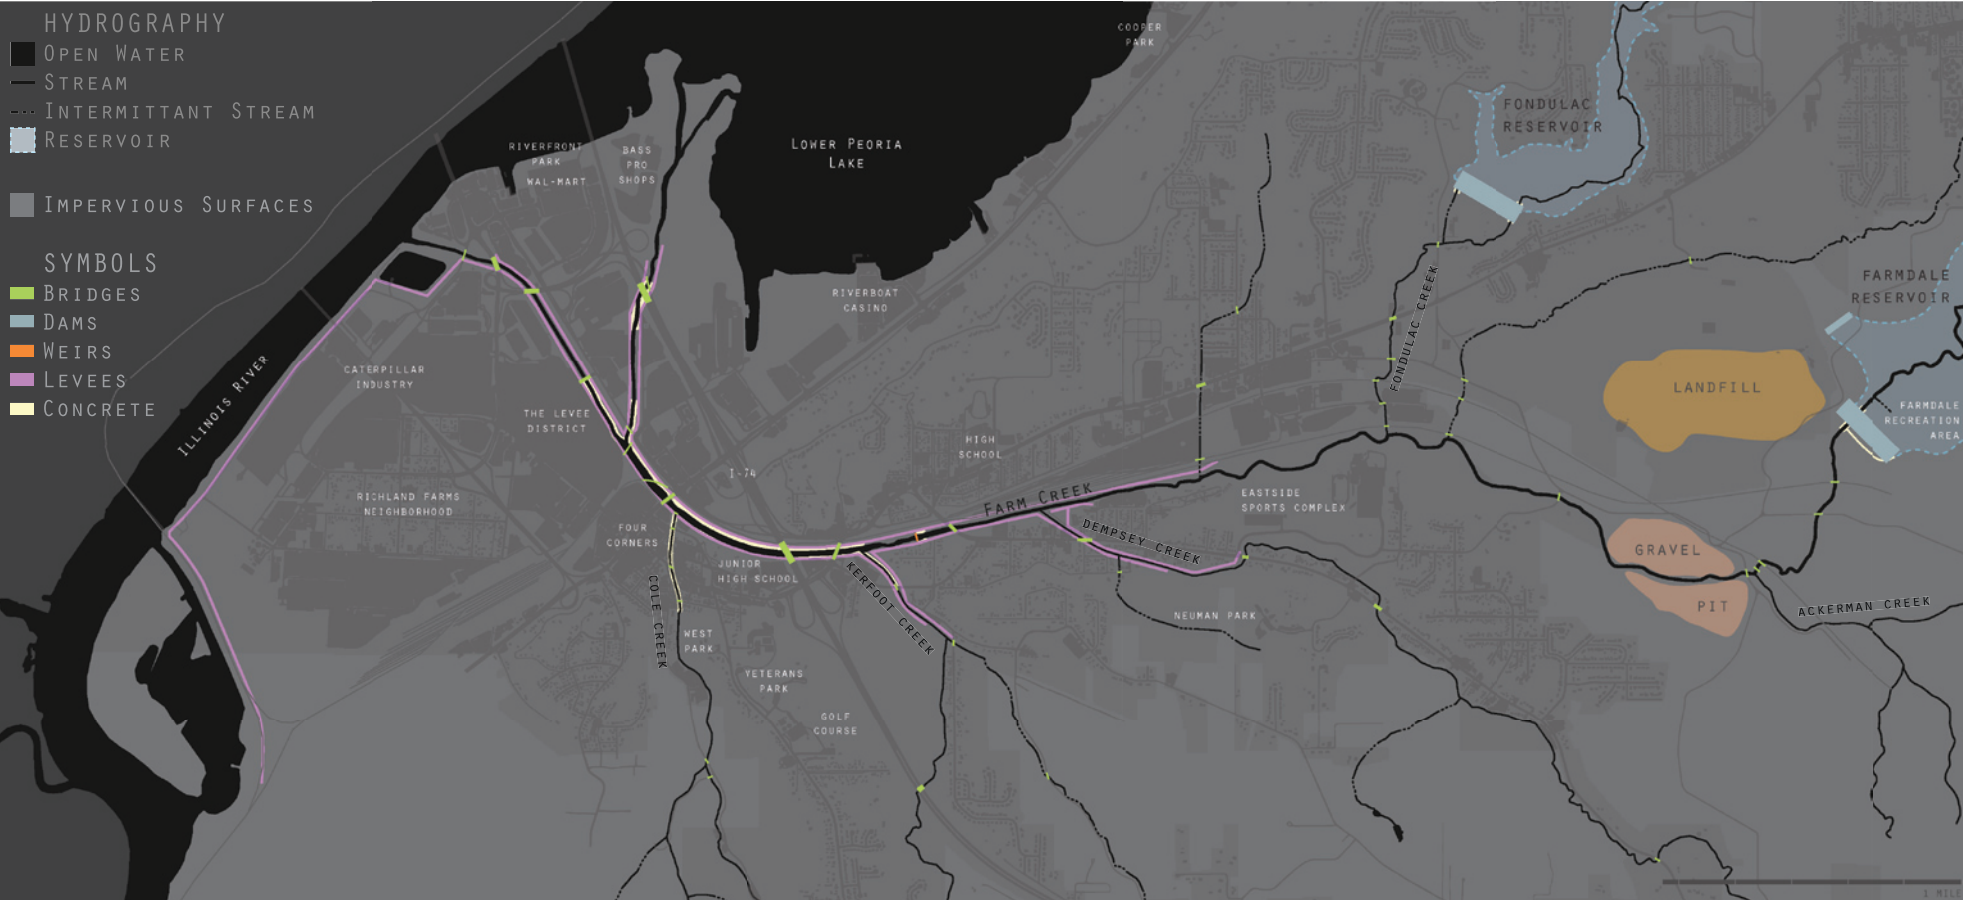 HYDROGRAPHY
OPEN WATER
STREAM
INTERMITTANT STREAM
RESERVOIR
IMPERVIOUS SURFACES
SYMBOLS
BRIDGES
DAMS
WEIRS
LEVEES
CONCRETE
COOPER
PARK
FONDULAC
RESERVOIR
RIVERFRONT
PARK
WAL-MART
BASS
PRO
SHOPS
LOWER PEORIA
LAKE
RIVERBOAT
CASINO
FARMDALE
RESERVOIR
FONDULAC CREEK
ILLINOIS RIVER
CATERPILLAR
INDUSTRY
THE LEVEE
DISTRICT
LANDFILL
FARMDALE
RECREATION
AREA
HIGH
SCHOOL
I-74
RICHLAND FARMS
NEIGHBORHOOD
FARM CREEK
EASTSIDE
SPORTS COMPLEX
FOUR
CORNERS
DEMPSEY CREEK
JUNIOR
HIGH SCHOOL
GRAVEL
PIT
COLE CREEK
KERFOOT CREEK
NEUMAN PARK
ACKERMAN CREEK
WEST
PARK
VETERANS
PARK
GOLF
COURSE
1 MILE